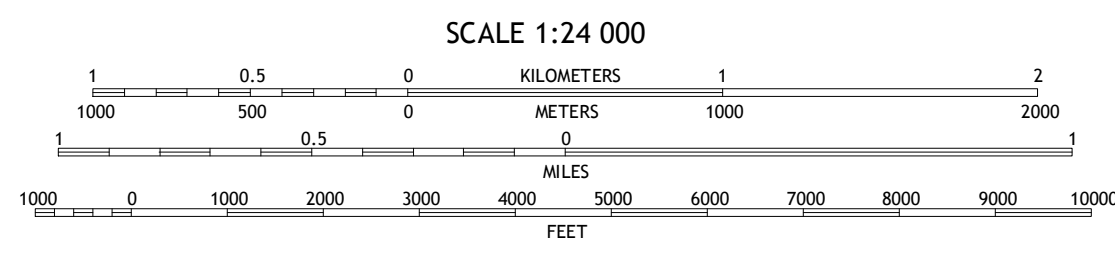 SCALE 1:24 000
1 0.5 0 KILOMETERS 1 2
1000 500 0 METERS 1000 2000
1 0.5 0 1
MILES
1000 0 1000 2000 3000 4000 5000 6000 7000 8000 9000 10000
FEET